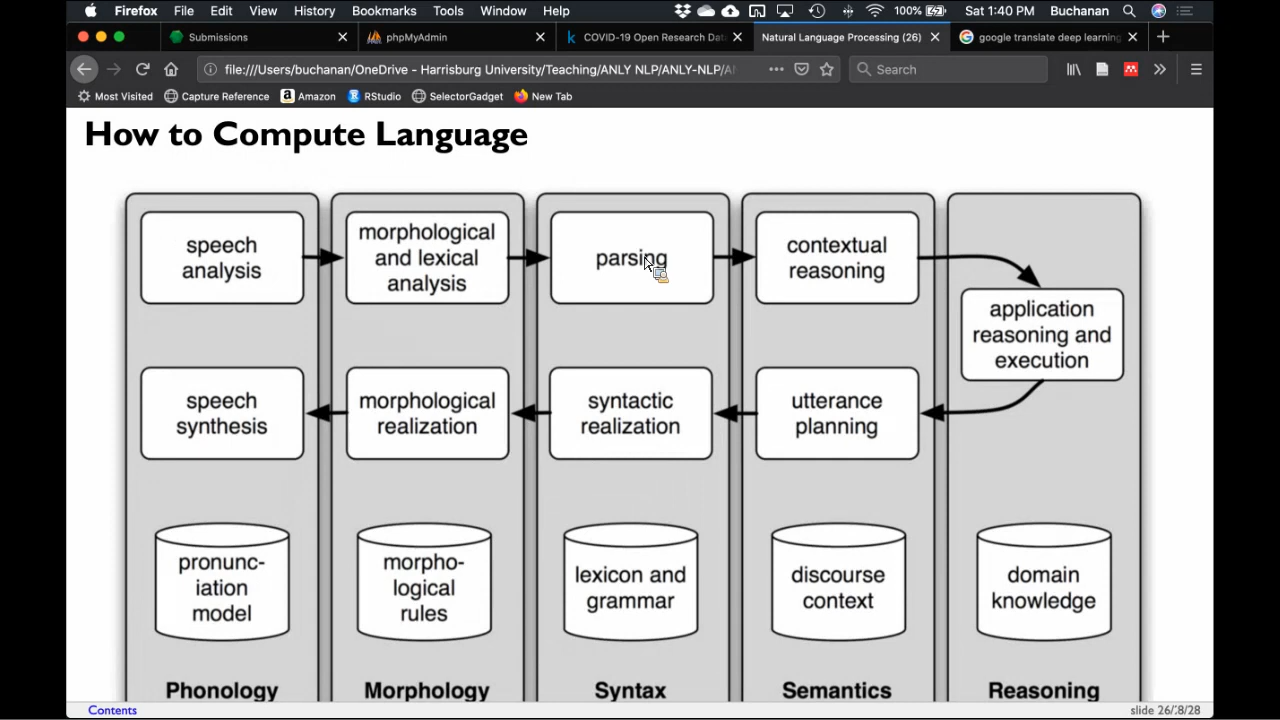 Firefox File Edit View History Bookmarks Tools Window Help 100% Sat 1:40 PM Buchanan
Submissions phpMyAdmin COVID-19 Open Research Dat Natural Language Processing (26) google translate deep learning
file:///Users/buchanan/OneDrive - Harrisburg University/Teaching/ANLY NLP/ANLY-NLP/A Search
Most Visited Capture Reference Amazon RStudio SelectorGadget New Tab
How to Compute Language
speech
analysis
morphological
and lexical
analysis
parsing
contextual
reasoning
application
reasoning and
execution
speech
synthesis
morphological
realization
syntactic
realization
utterance
planning
pronunc-
iation
model
morpho-
logical
rules
lexicon and
grammar
discourse
context
domain
knowledge
Phonology Morphology Syntax Semantics Reasoning
Contents